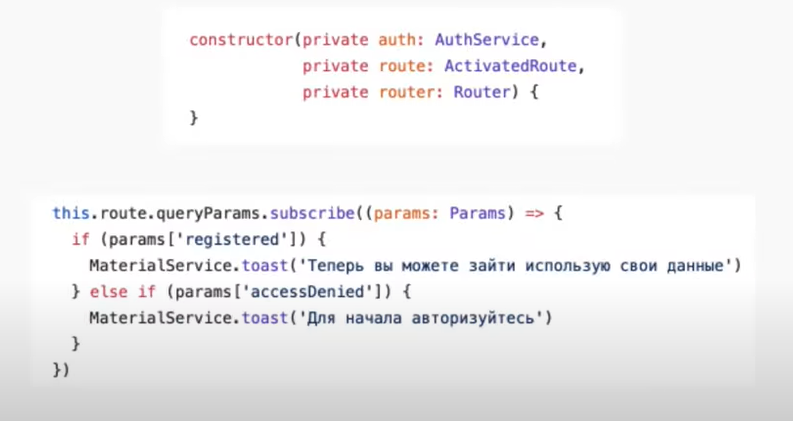 constructor(private auth: AuthService,
            private route: ActivatedRoute,
            private router: Router) {
}
this.route.queryParams.subscribe((params: Params) => {
  if (params['registered']) {
    MaterialService.toast('Теперь вы можете зайти использую свои данные')
  } else if (params['accessDenied']) {
    MaterialService.toast('Для начала авторизуйтесь')
  }
})